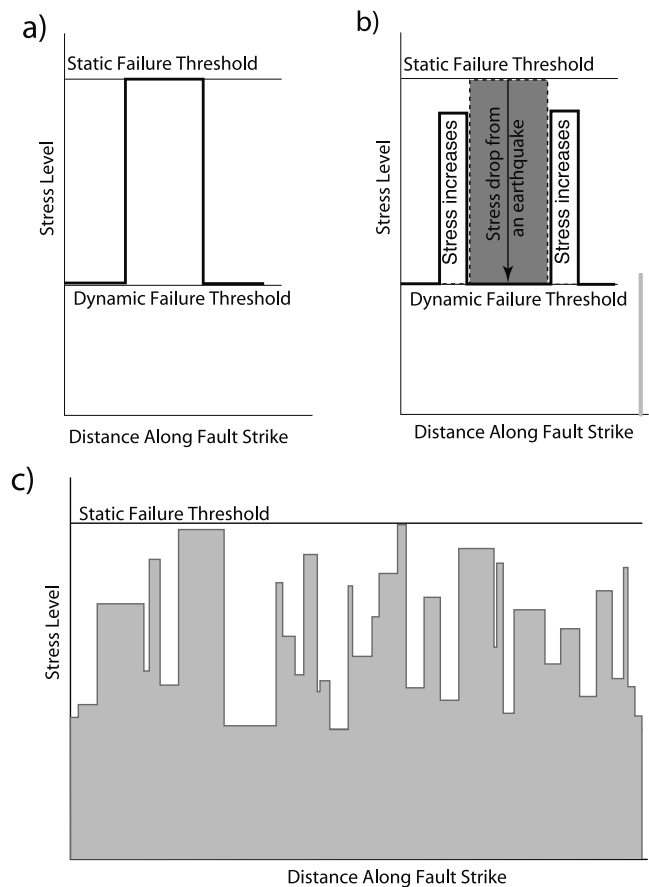 a)
Static Failure Threshold
Stress Level
Dynamic Failure Threshold
Distance Along Fault Strike
b)
Static Failure Threshold
Stress Level
Stress increases
Stress drop from
an earthquake
Stress increases
Dynamic Failure Threshold
Distance Along Fault Strike
c)
Static Failure Threshold
Stress Level
Distance Along Fault Strike